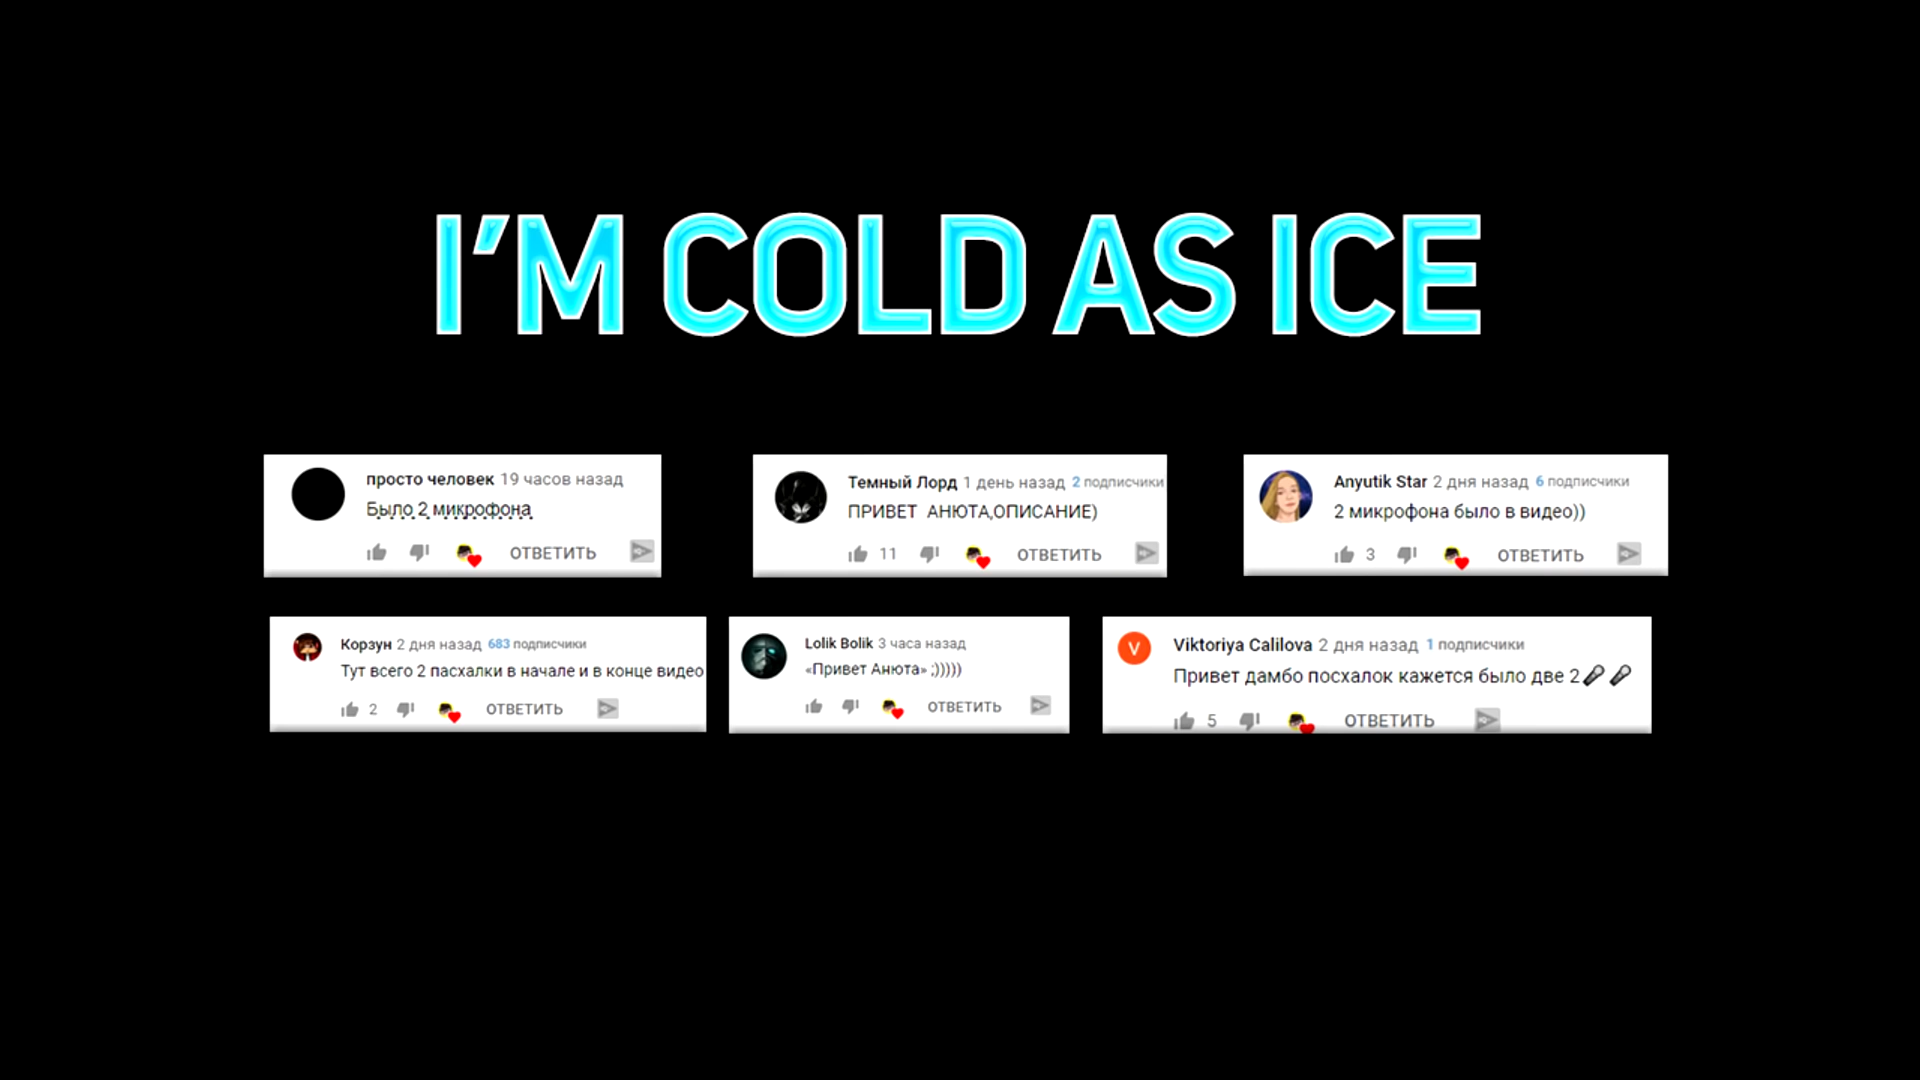 I'M COLD AS ICE
просто человек 19 часов назад
Было 2 микрофона
ОТВЕТИТЬ
Темный Лорд 1 день назад 2 подписчики
ПРИВЕТ АНЮТА,ОПИСАНИЕ)
11 ОТВЕТИТЬ
Anyutik Star 2 дня назад 6 подписчики
2 микрофона было в видео))
3 ОТВЕТИТЬ
Корзун 2 дня назад 683 подписчики
Тут всего 2 пасхалки в начале и в конце видео
2 ОТВЕТИТЬ
Lolik Bolik 3 часа назад
«Привет Анюта» ;)))))
ОТВЕТИТЬ
V
Viktoriya Calilova 2 дня назад 1 подписчики
Привет дамбо посхалок кажется было две 2🎤🎤
5 ОТВЕТИТЬ